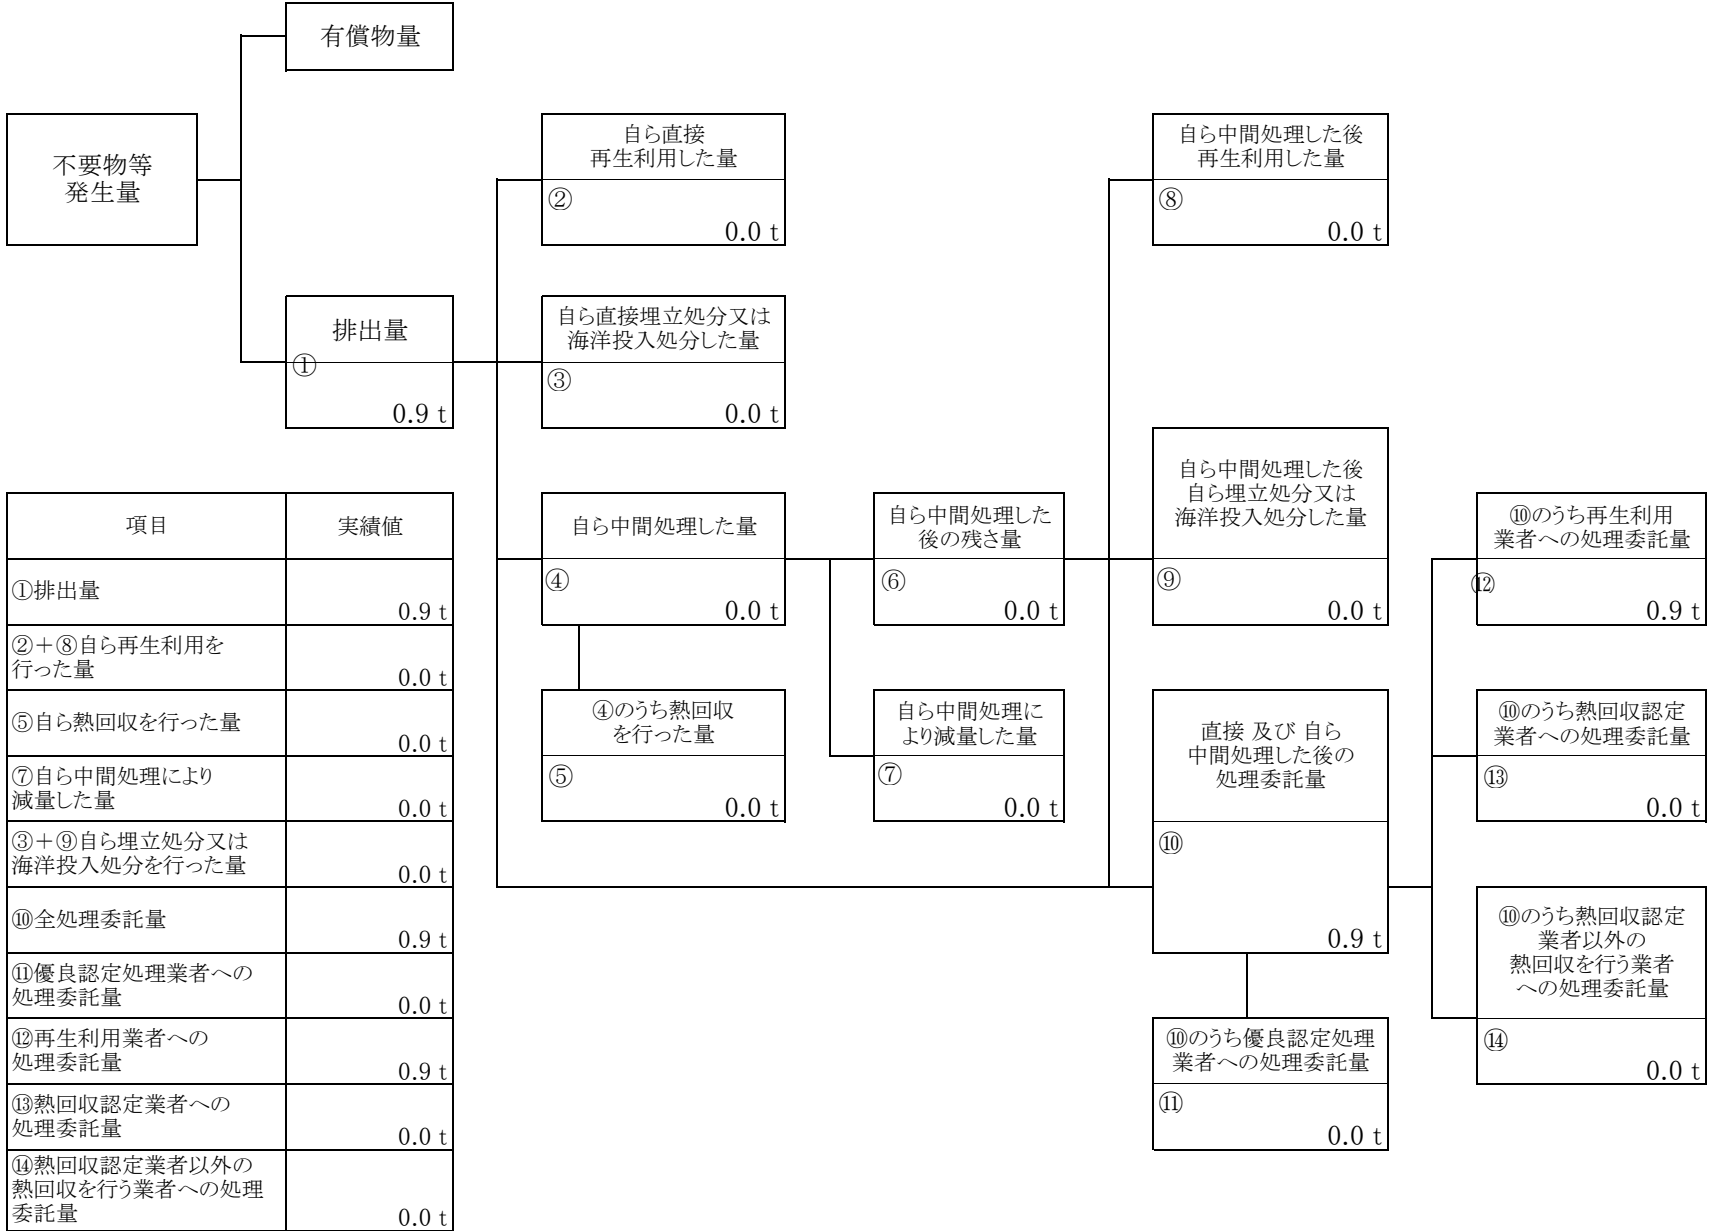 有償物量
不要物等
発生量
自ら直接
再生利用した量
②
0.0 t
自ら中間処理した後
再生利用した量
⑧
0.0 t
排出量
①
0.9 t
自ら直接埋立処分又は
海洋投入処分した量
③
0.0 t
自ら中間処理した量
④
0.0 t
自ら中間処理した
後の残さ量
⑥
0.0 t
自ら中間処理した後
自ら埋立処分又は
海洋投入処分した量
⑨
0.0 t
⑩のうち再生利用
業者への処理委託量
⑫
0.9 t
④のうち熱回収
を行った量
⑤
0.0 t
自ら中間処理に
より減量した量
⑦
0.0 t
直接 及び 自ら
中間処理した後の
処理委託量
⑩
0.9 t
⑩のうち熱回収認定
業者への処理委託量
⑬
0.0 t
⑩のうち熱回収認定
業者以外の
熱回収を行う業者
への処理委託量
⑭
0.0 t
⑩のうち優良認定処理
業者への処理委託量
⑪
0.0 t
項目 実績値
①排出量
0.9 t
②＋⑧自ら再生利用を
行った量
0.0 t
⑤自ら熱回収を行った量
0.0 t
⑦自ら中間処理により
減量した量
0.0 t
③＋⑨自ら埋立処分又は
海洋投入処分を行った量
0.0 t
⑩全処理委託量
0.9 t
⑪優良認定処理業者への
処理委託量
0.0 t
⑫再生利用業者への
処理委託量
0.9 t
⑬熱回収認定業者への
処理委託量
0.0 t
⑭熱回収認定業者以外の
熱回収を行う業者への処理
委託量
0.0 t